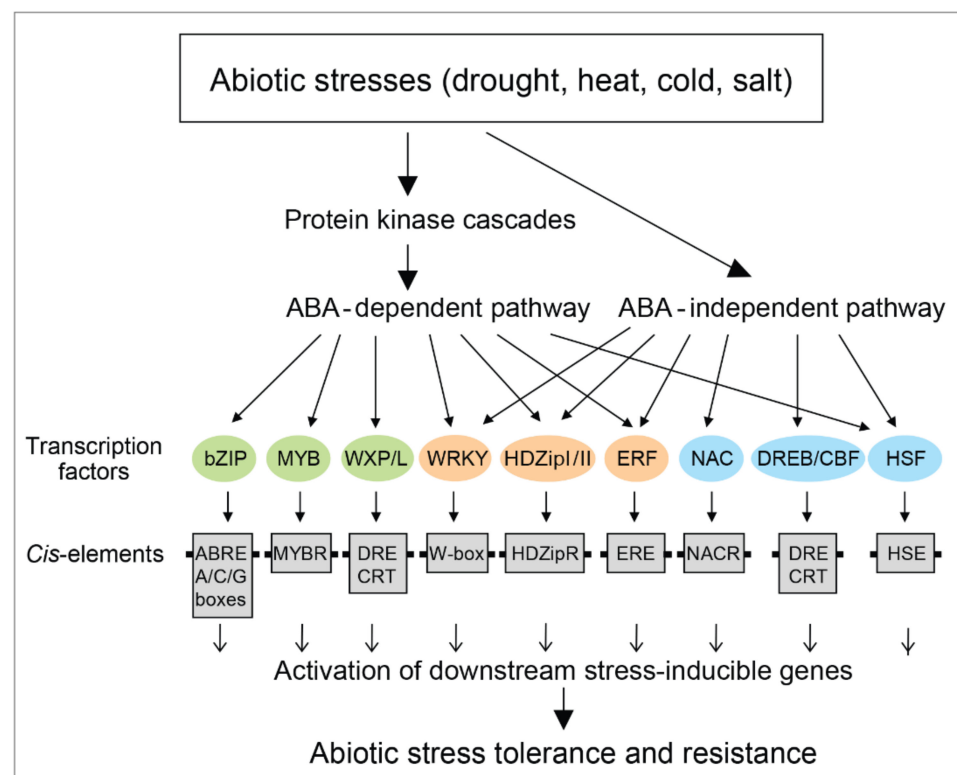 Abiotic stresses (drought, heat, cold, salt)
Protein kinase cascades
ABA-dependent pathway ABA-independent pathway
Transcription
factors
bZIP MYB WXP/L WRKY HDZipI/II ERF NAC DREB/CBF HSF
Cis-elements
ABRE MYBR DRE W-box HDZipR ERE NACR DRE HSE
A/C/G CRT CRT
boxes
Activation of downstream stress-inducible genes
Abiotic stress tolerance and resistance